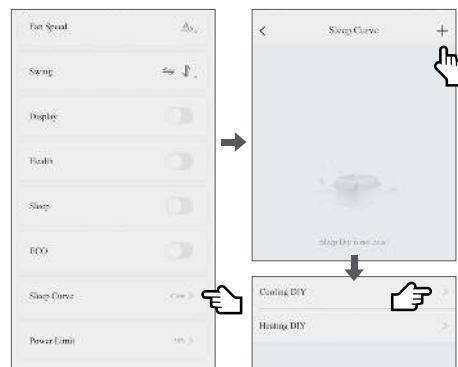 Fan Speed
Swing
Display
Health
Sleep
ECO
Sleep Curve
Power Limit
Sleep Curve
Cooling DIY
Heating DIY